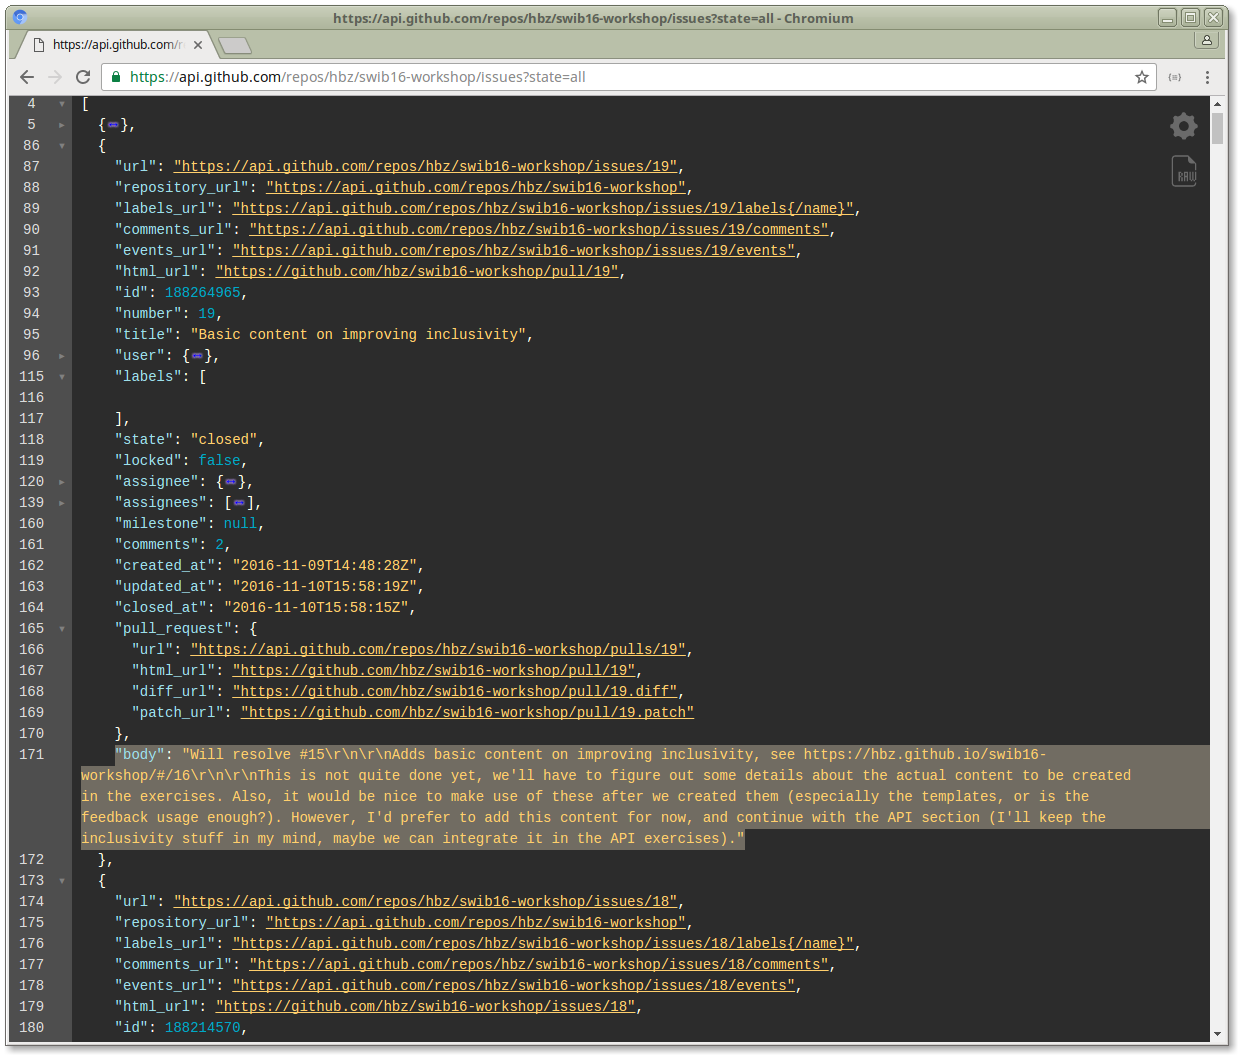 https://api.github.com/repos/hbz/swib16-workshop/issues?state=all - Chromium
https://api.github.com/r
https://api.github.com/repos/hbz/swib16-workshop/issues?state=all
4 [
5 {},
86 {
87 "url": "https://api.github.com/repos/hbz/swib16-workshop/issues/19",
88 "repository_url": "https://api.github.com/repos/hbz/swib16-workshop",
RAW
89 "labels_url": "https://api.github.com/repos/hbz/swib16-workshop/issues/19/labels{/name}",
90 "comments_url": "https://api.github.com/repos/hbz/swib16-workshop/issues/19/comments",
91 "events_url": "https://api.github.com/repos/hbz/swib16-workshop/issues/19/events",
92 "html_url": "https://github.com/hbz/swib16-workshop/pull/19",
93 "id": 188264965,
94 "number": 19,
95 "title": "Basic content on improving inclusivity",
96 "user": {},
115 "labels": [
116
117 ],
118 "state": "closed",
119 "locked": false,
120 "assignee": {},
139 "assignees": [],
160 "milestone": null,
161 "comments": 2,
162 "created_at": "2016-11-09T14:48:28Z",
163 "updated_at": "2016-11-10T15:58:19Z",
164 "closed_at": "2016-11-10T15:58:15Z",
165 "pull_request": {
166 "url": "https://api.github.com/repos/hbz/swib16-workshop/pulls/19",
167 "html_url": "https://github.com/hbz/swib16-workshop/pull/19",
168 "diff_url": "https://github.com/hbz/swib16-workshop/pull/19.diff",
169 "patch_url": "https://github.com/hbz/swib16-workshop/pull/19.patch"
170 },
171 "body": "Will resolve #15\r\n\r\nAdds basic content on improving inclusivity, see https://hbz.github.io/swib16-
workshop/#/16\r\n\r\nThis is not quite done yet, we'll have to figure out some details about the actual content to be created
in the exercises. Also, it would be nice to make use of these after we created them (especially the templates, or is the
feedback usage enough?). However, I'd prefer to add this content for now, and continue with the API section (I'll keep the
inclusivity stuff in my mind, maybe we can integrate it in the API exercises)."
172 },
173 {
174 "url": "https://api.github.com/repos/hbz/swib16-workshop/issues/18",
175 "repository_url": "https://api.github.com/repos/hbz/swib16-workshop",
176 "labels_url": "https://api.github.com/repos/hbz/swib16-workshop/issues/18/labels{/name}",
177 "comments_url": "https://api.github.com/repos/hbz/swib16-workshop/issues/18/comments",
178 "events_url": "https://api.github.com/repos/hbz/swib16-workshop/issues/18/events",
179 "html_url": "https://github.com/hbz/swib16-workshop/issues/18",
180 "id": 188214570,